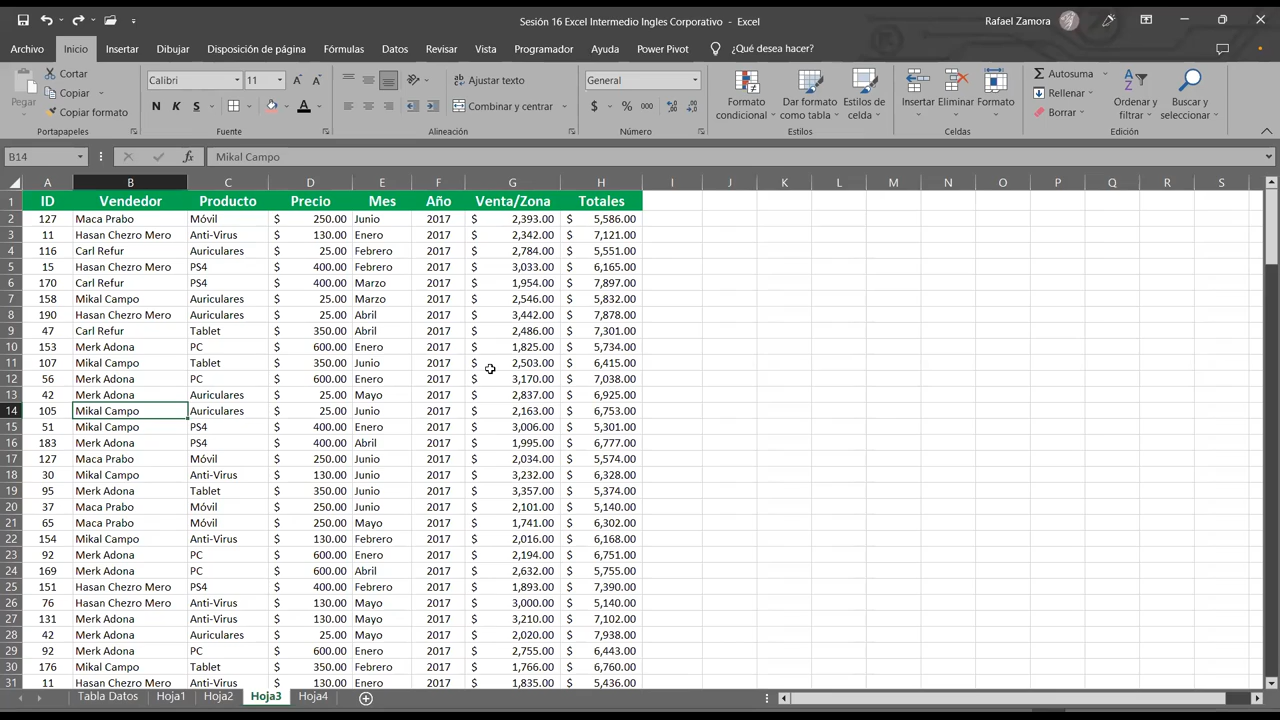 Sesión 16 Excel Intermedio Ingles Corporativo - Excel
Rafael Zamora
Archivo Inicio Insertar Dibujar Disposición de página Fórmulas Datos Revisar Vista Programador Ayuda Power Pivot ¿Qué desea hacer?
Pegar
Cortar
Copiar
Copiar formato
Portapapeles
Calibri 11
N K S
Fuente
Ajustar texto
Combinar y centrar
Alineación
General
$ % 000
Número
Formato condicional
Dar formato como tabla
Estilos de celda
Estilos
Insertar Eliminar Formato
Celdas
Autosuma
Rellenar
Borrar
Ordenar y filtrar
Buscar y seleccionar
Edición
B14 fx Mikal Campo
A B C D E F G H I J K L M N O P Q R S
1 ID Vendedor Producto Precio Mes Año Venta/Zona Totales
2 127 Maca Prabo Móvil $ 250.00 Junio 2017 $ 2,393.00 $ 5,586.00
3 11 Hasan Chezro Mero Anti-Virus $ 130.00 Enero 2017 $ 2,342.00 $ 7,121.00
4 116 Carl Refur Auriculares $ 25.00 Febrero 2017 $ 2,784.00 $ 5,551.00
5 15 Hasan Chezro Mero PS4 $ 400.00 Febrero 2017 $ 3,033.00 $ 6,165.00
6 170 Carl Refur PS4 $ 400.00 Marzo 2017 $ 1,954.00 $ 7,897.00
7 158 Mikal Campo Auriculares $ 25.00 Marzo 2017 $ 2,546.00 $ 5,832.00
8 190 Hasan Chezro Mero Auriculares $ 25.00 Abril 2017 $ 3,442.00 $ 7,878.00
9 47 Carl Refur Tablet $ 350.00 Abril 2017 $ 2,486.00 $ 7,301.00
10 153 Merk Adona PC $ 600.00 Enero 2017 $ 1,825.00 $ 5,734.00
11 107 Mikal Campo Tablet $ 350.00 Junio 2017 $ 2,503.00 $ 6,415.00
12 56 Merk Adona PC $ 600.00 Enero 2017 $ 3,170.00 $ 7,038.00
13 42 Merk Adona Auriculares $ 25.00 Mayo 2017 $ 2,837.00 $ 6,925.00
14 105 Mikal Campo Auriculares $ 25.00 Junio 2017 $ 2,163.00 $ 6,753.00
15 51 Mikal Campo PS4 $ 400.00 Enero 2017 $ 3,006.00 $ 5,301.00
16 183 Merk Adona PS4 $ 400.00 Abril 2017 $ 1,995.00 $ 6,777.00
17 127 Maca Prabo Móvil $ 250.00 Junio 2017 $ 2,034.00 $ 5,574.00
18 30 Mikal Campo Anti-Virus $ 130.00 Junio 2017 $ 3,232.00 $ 6,328.00
19 95 Merk Adona Tablet $ 350.00 Junio 2017 $ 3,357.00 $ 5,374.00
20 37 Maca Prabo Móvil $ 250.00 Junio 2017 $ 2,101.00 $ 5,140.00
21 65 Maca Prabo Móvil $ 250.00 Mayo 2017 $ 1,741.00 $ 6,302.00
22 154 Mikal Campo Anti-Virus $ 130.00 Febrero 2017 $ 2,016.00 $ 6,168.00
23 92 Merk Adona PC $ 600.00 Enero 2017 $ 2,194.00 $ 6,751.00
24 169 Merk Adona PC $ 600.00 Abril 2017 $ 2,632.00 $ 5,755.00
25 151 Hasan Chezro Mero PS4 $ 400.00 Febrero 2017 $ 1,893.00 $ 7,390.00
26 76 Hasan Chezro Mero Anti-Virus $ 130.00 Mayo 2017 $ 3,000.00 $ 5,140.00
27 131 Merk Adona Anti-Virus $ 130.00 Mayo 2017 $ 3,210.00 $ 7,102.00
28 42 Merk Adona Auriculares $ 25.00 Mayo 2017 $ 2,020.00 $ 7,938.00
29 92 Merk Adona PC $ 600.00 Enero 2017 $ 2,755.00 $ 6,443.00
30 176 Mikal Campo Tablet $ 350.00 Febrero 2017 $ 1,766.00 $ 6,760.00
31 11 Hasan Chezro Mero Anti-Virus $ 130.00 Enero 2017 $ 1,835.00 $ 5,436.00
Tabla Datos Hoja1 Hoja2 Hoja3 Hoja4